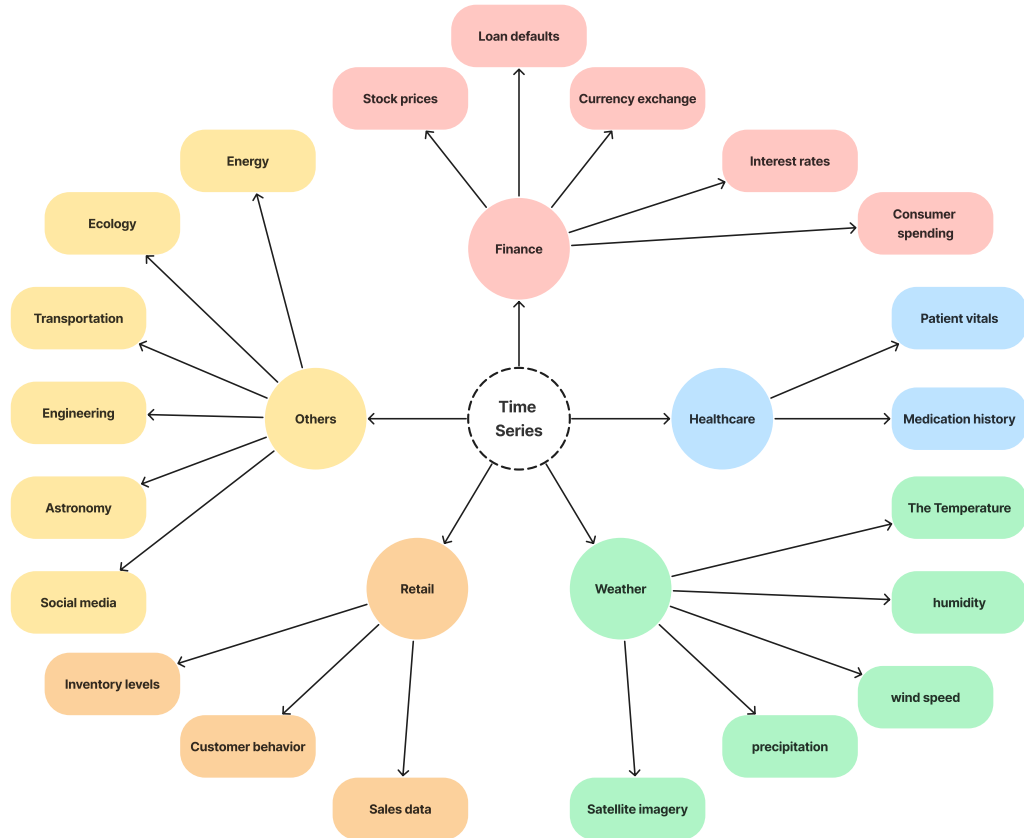 Loan defaults
Stock prices
Currency exchange
Energy
Interest rates
Ecology
Consumer
spending
Finance
Transportation
Patient vitals
Engineering
Others
Time
Series
Healthcare
Medication history
Astronomy
The Temperature
Social media
Retail
Weather
humidity
Inventory levels
wind speed
Customer behavior
precipitation
Sales data
Satellite imagery